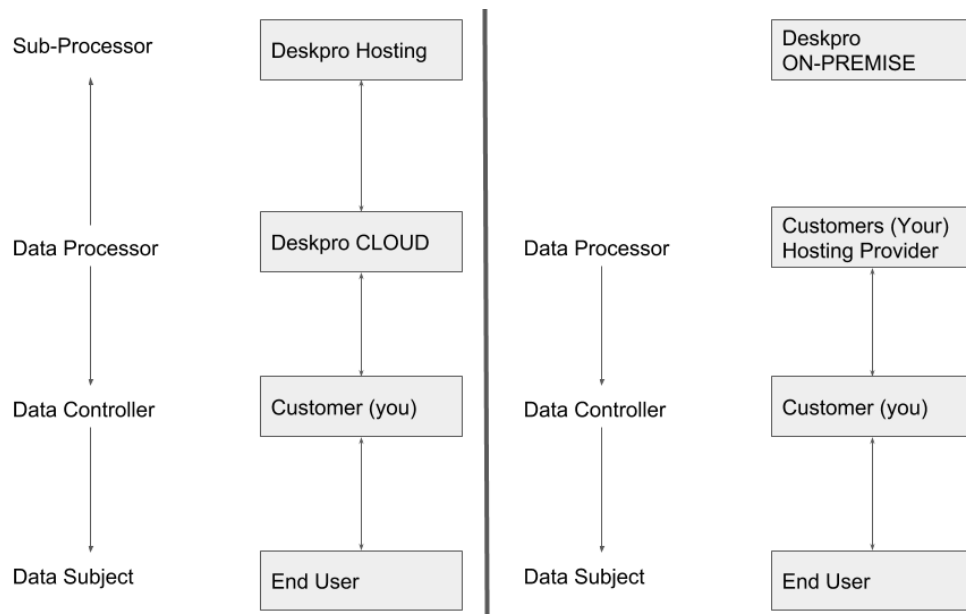 Sub-Processor
Deskpro Hosting
Data Processor
Deskpro CLOUD
Data Controller
Customer (you)
Data Subject
End User
Deskpro
ON-PREMISE
Data Processor
Customers (Your)
Hosting Provider
Data Controller
Customer (you)
Data Subject
End User